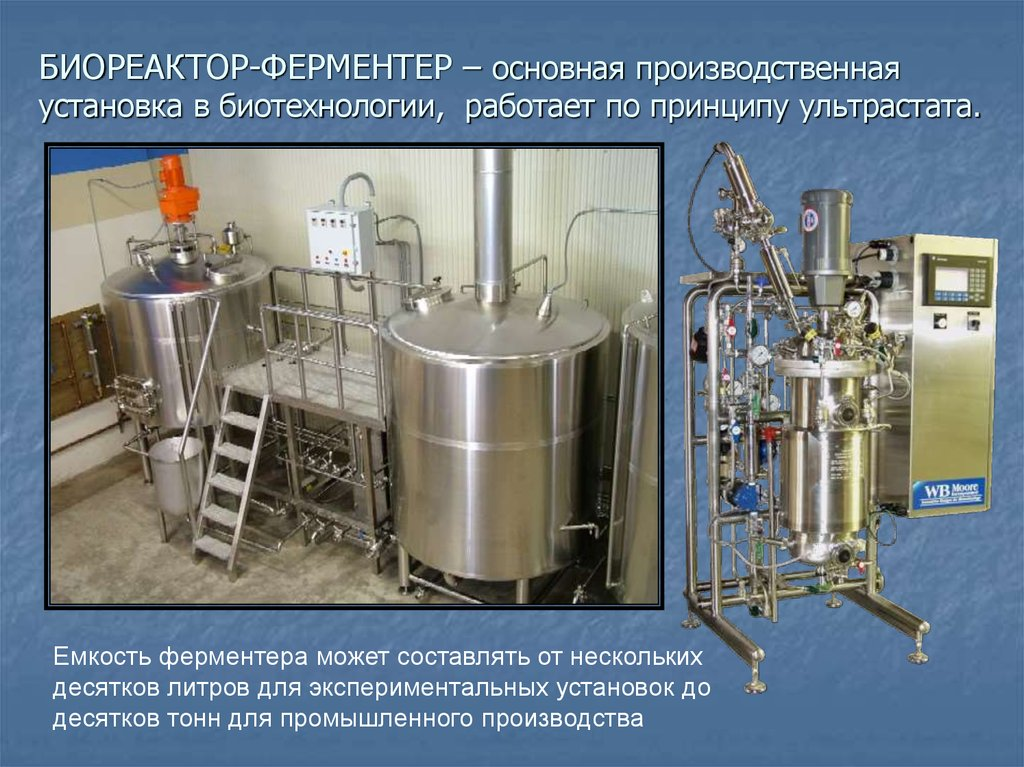 БИОРЕАКТОР-ФЕРМЕНТЕР – основная производственная
установка в биотехнологии, работает по принципу ультрастата.
WB Moore
Емкость ферментера может составлять от нескольких
десятков литров для экспериментальных установок до
десятков тонн для промышленного производства